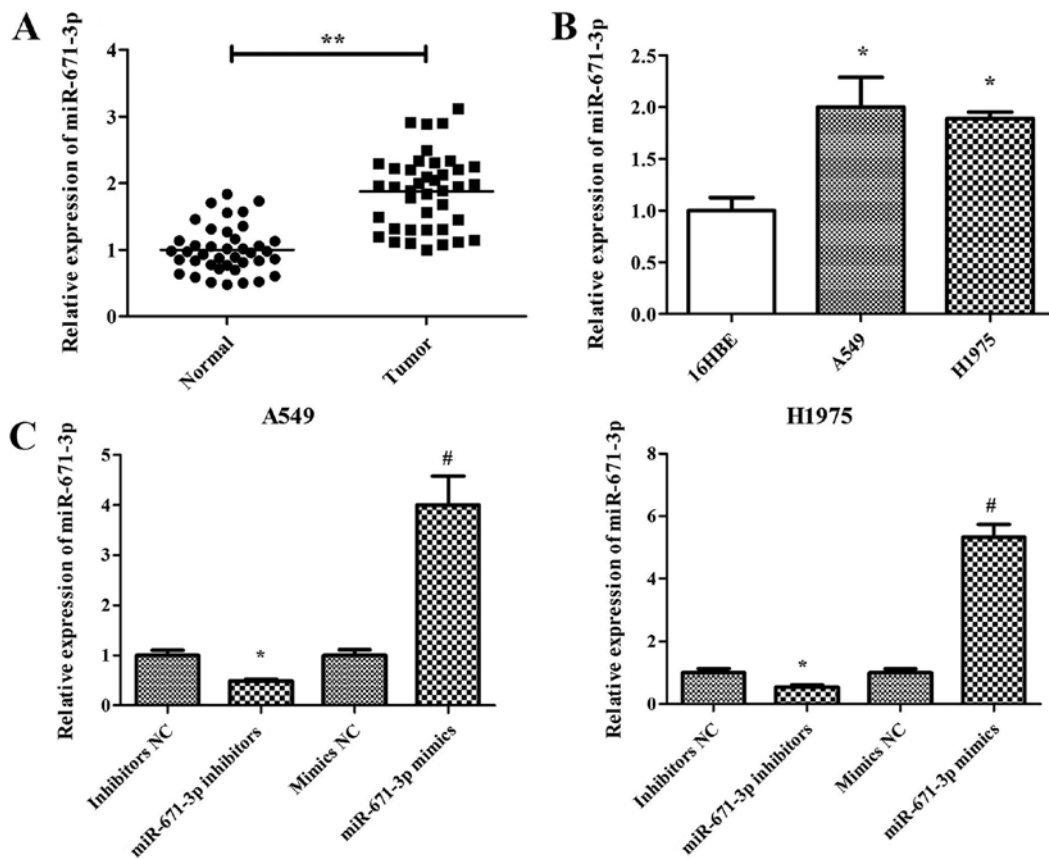 A
Relative expression of miR-671-3p
4
3
2
1
0
**
Normal
Tumor
B
Relative expression of miR-671-3p
2.5
2.0
1.5
1.0
0.5
0.0
*
*
16HBE
A549
H1975
C
A549
Relative expression of miR-671-3p
5
4
3
2
1
0
*
#
Inhibitors NC
miR-671-3p inhibitors
Mimics NC
miR-671-3p mimics
H1975
Relative expression of miR-671-3p
8
6
4
2
0
*
#
Inhibitors NC
miR-671-3p inhibitors
Mimics NC
miR-671-3p mimics